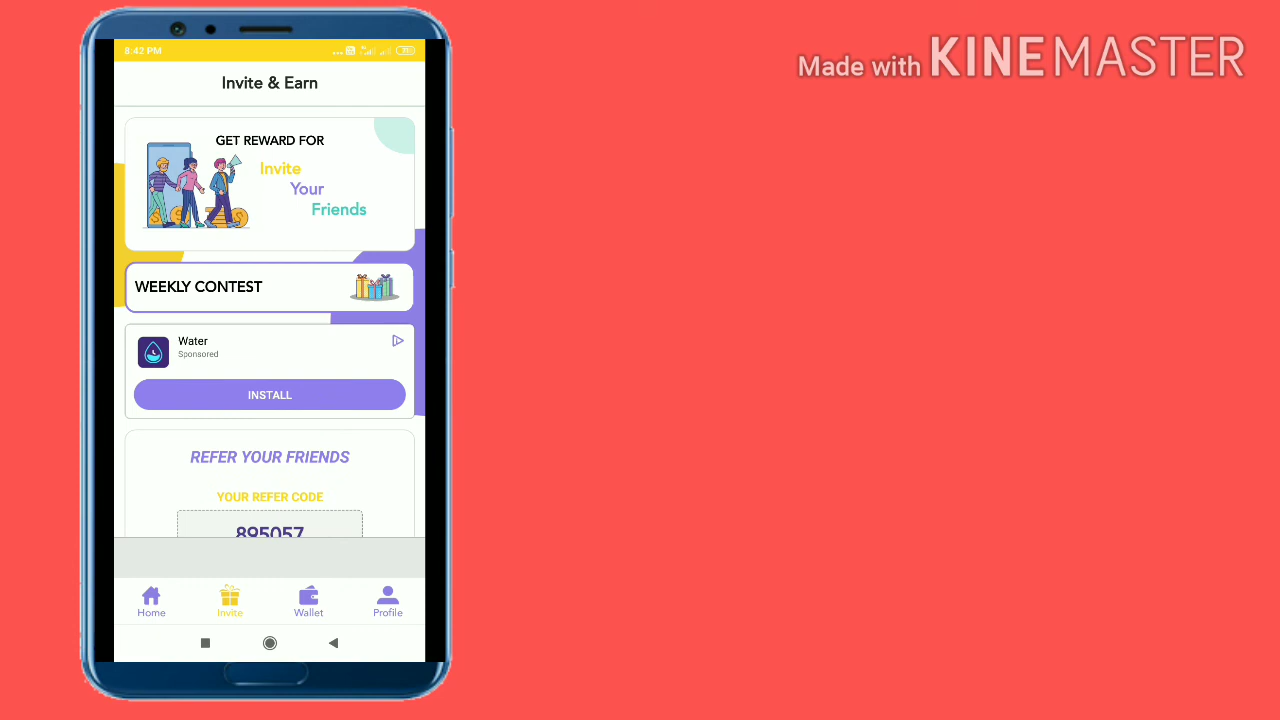 Made with KINEMASTER
8:42 PM
Invite & Earn
GET REWARD FOR
Invite
Your
Friends
WEEKLY CONTEST
Water
Sponsored
INSTALL
REFER YOUR FRIENDS
YOUR REFER CODE
895057
Home
Invite
Wallet
Profile